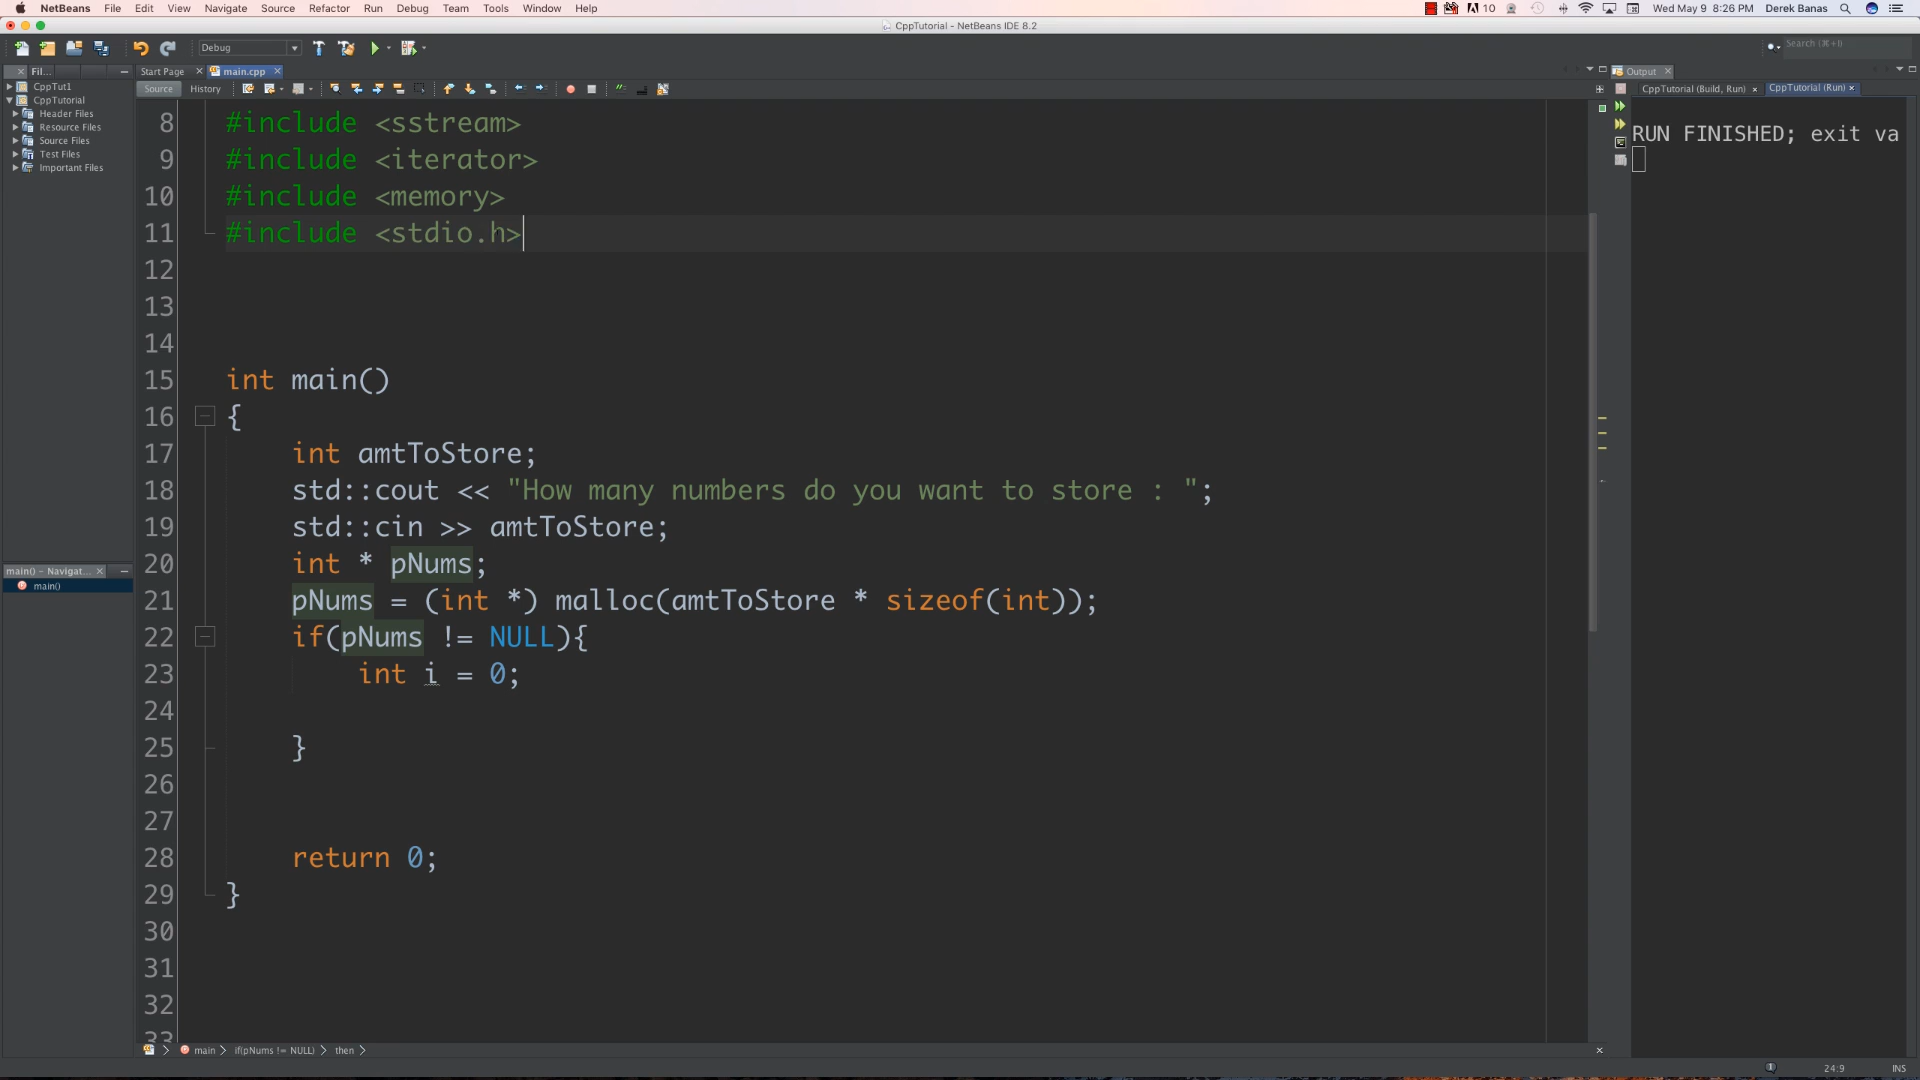 NetBeans File Edit View Navigate Source Refactor Run Debug Team Tools Window Help 10 Wed May 9 8:26 PM Derek Banas
CppTutorial - NetBeans IDE 8.2
Debug Search (⌘+I)
Fil... Start Page main.cpp Output
Source History CppTutorial (Build, Run) CppTutorial (Run)
CppTut1
CppTutorial
Header Files
Resource Files
Source Files
Test Files
Important Files
main() - Navigat...
main()
8 #include <sstream>
9 #include <iterator>
10 #include <memory>
11 #include <stdio.h>
12
13
14
15 int main()
16 {
17 int amtToStore;
18 std::cout << "How many numbers do you want to store : ";
19 std::cin >> amtToStore;
20 int * pNums;
21 pNums = (int *) malloc(amtToStore * sizeof(int));
22 if(pNums != NULL){
23 int i = 0;
24
25 }
26
27
28 return 0;
29 }
30
31
32
33
RUN FINISHED; exit va
main if(pNums != NULL) then
24:9 INS